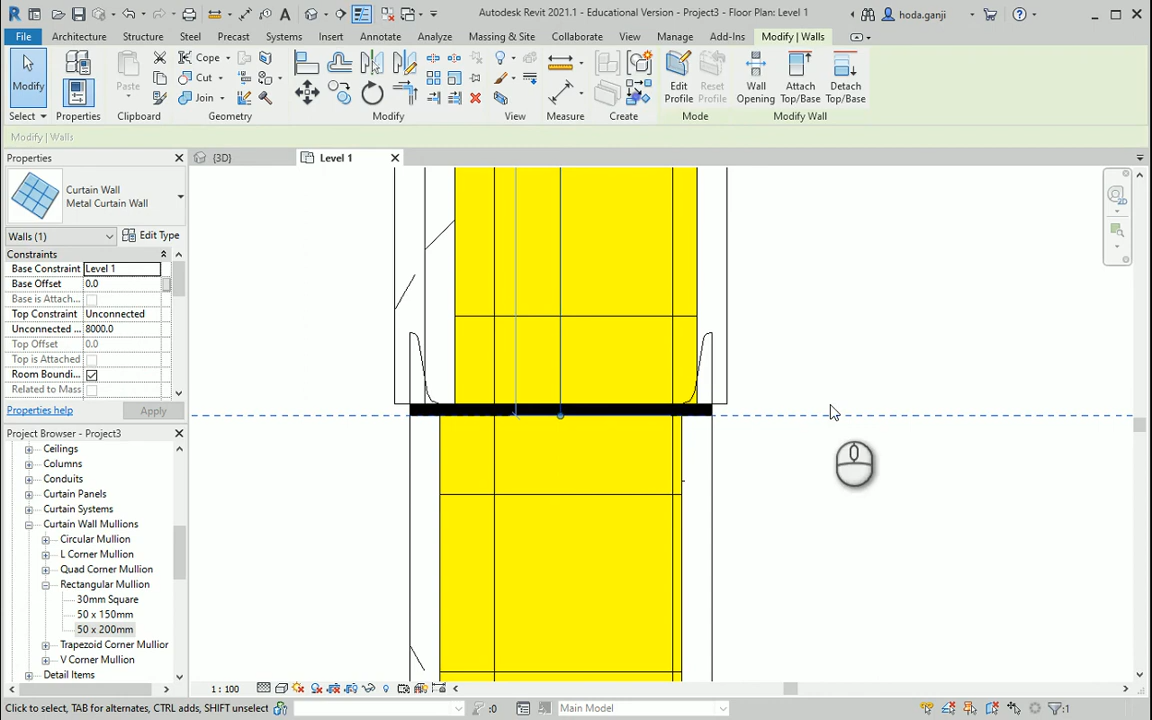 Autodesk Revit 2021.1 - Educational Version - Project3 - Floor Plan: Level 1
hoda.ganji
File Architecture Structure Steel Precast Systems Insert Annotate Analyze Massing & Site Collaborate View Manage Add-Ins Modify | Walls
Modify
Properties
Paste
Cope
Cut
Join
Edit Profile
Reset Profile
Wall Opening
Attach Top/Base
Detach Top/Base
Select Properties Clipboard Geometry Modify View Measure Create Mode Modify Wall
Modify | Walls
Properties
{3D}
Level 1
Curtain Wall
Metal Curtain Wall
Walls (1)
Edit Type
Constraints
Base Constraint Level 1
Base Offset 0.0
Base is Attach...
Top Constraint Unconnected
Unconnected ... 8000.0
Top Offset 0.0
Top is Attached
Room Boundi...
Related to Mass
Properties help
Apply
Project Browser - Project3
Ceilings
Columns
Conduits
Curtain Panels
Curtain Systems
Curtain Wall Mullions
Circular Mullion
L Corner Mullion
Quad Corner Mullion
Rectangular Mullion
30mm Square
50 x 150mm
50 x 200mm
Trapezoid Corner Mullior
V Corner Mullion
Detail Items
1 : 100
Click to select, TAB for alternates, CTRL adds, SHIFT unselect
:0
Main Model
:1
2D